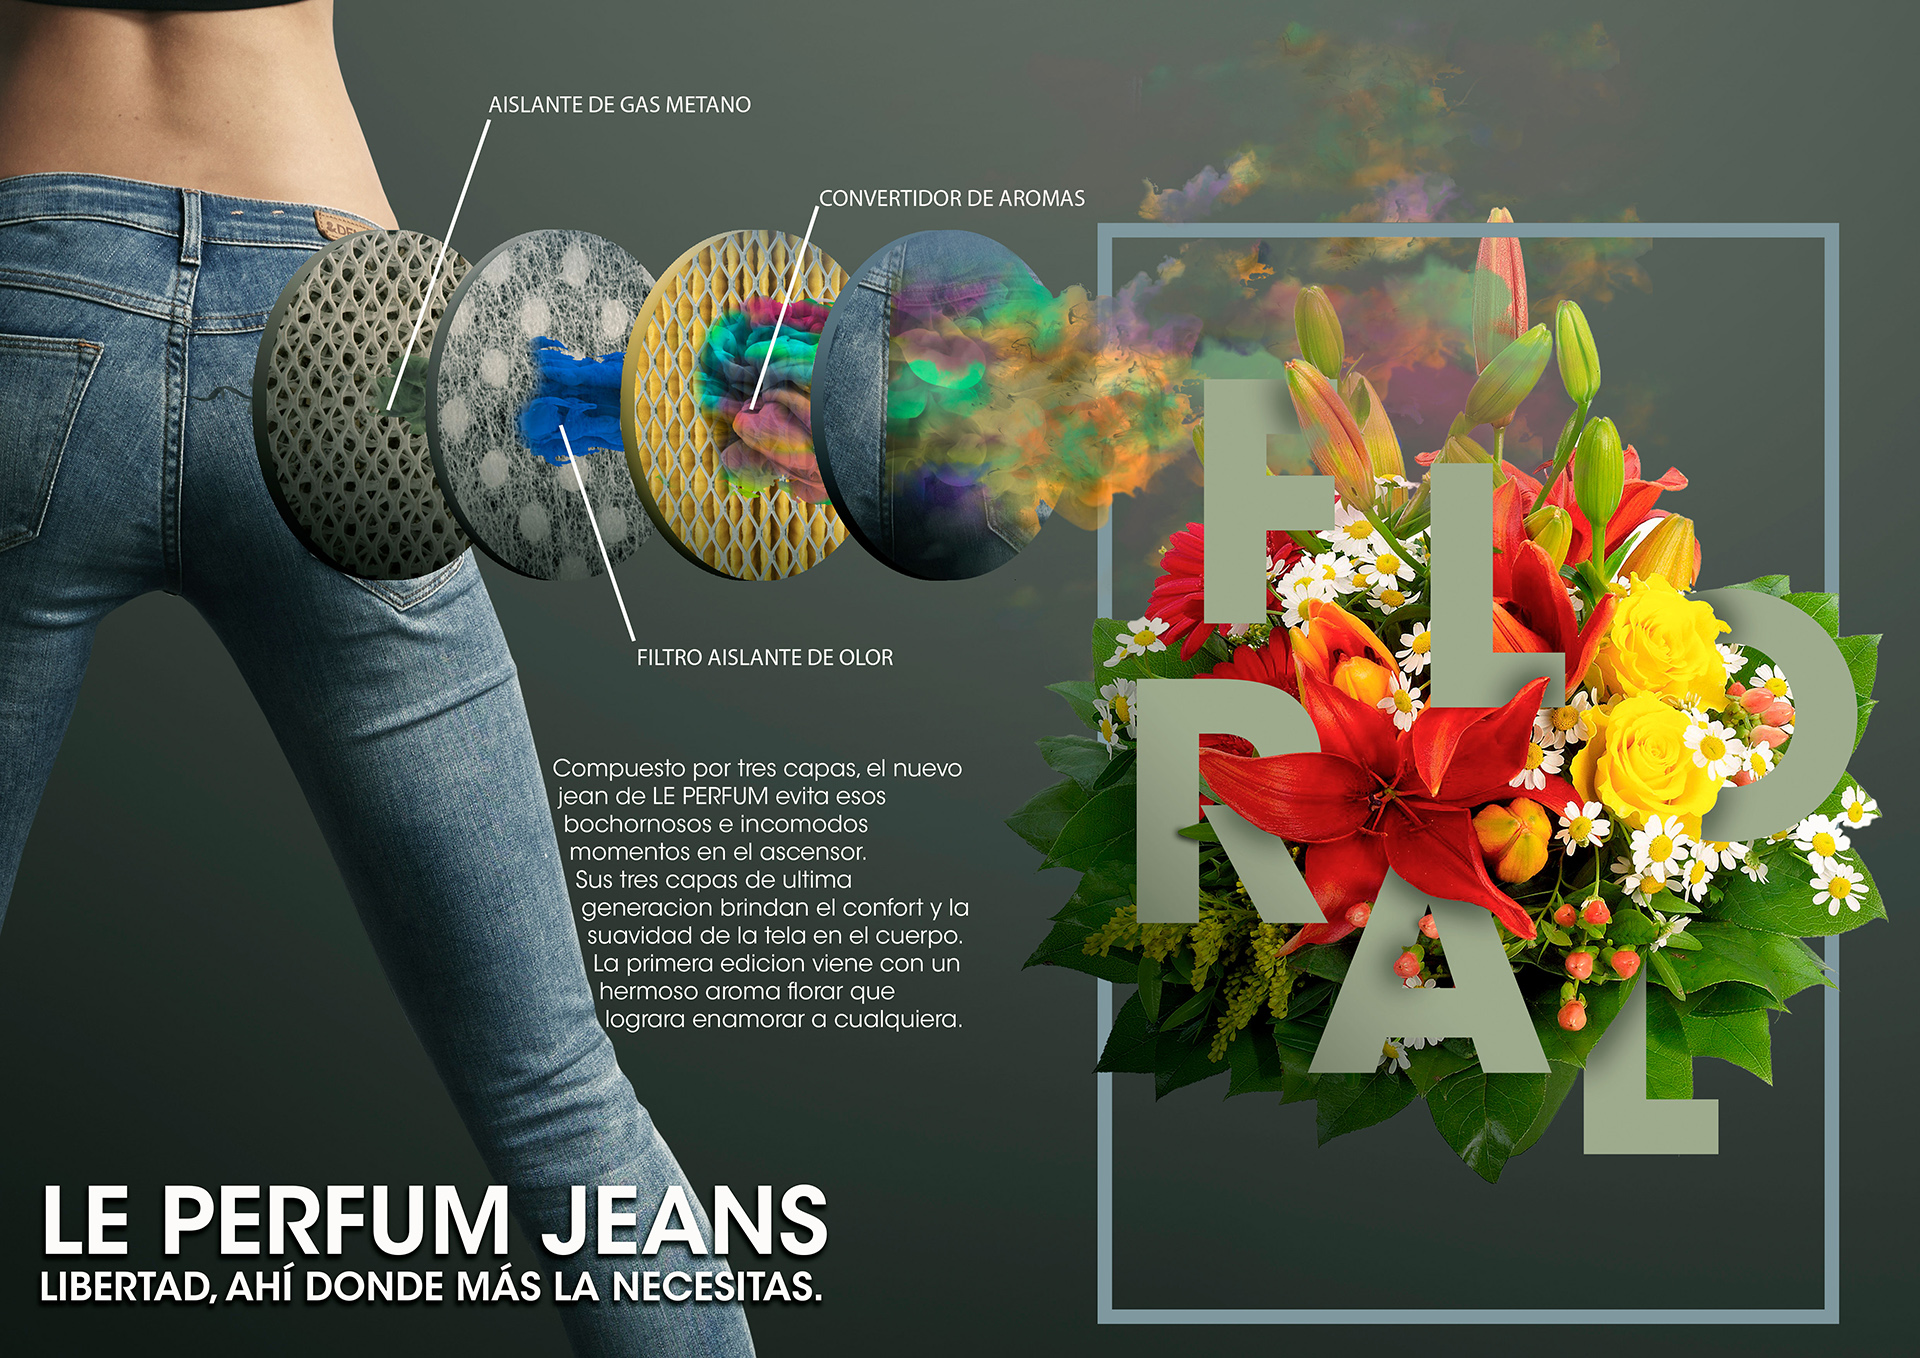 AISLANTE DE GAS METANO
CONVERTIDOR DE AROMAS
FILTRO AISLANTE DE OLOR
Compuesto por tres capas, el nuevo
jean de LE PERFUM evita esos
bochornosos e incomodos
momentos en el ascensor.
Sus tres capas de ultima
generacion brindan el confort y la
suavidad de la tela en el cuerpo.
La primera edicion viene con un
hermoso aroma florar que
lograra enamorar a cualquiera.
FLO
RAL
LE PERFUM JEANS
LIBERTAD, AHÍ DONDE MÁS LA NECESITAS.